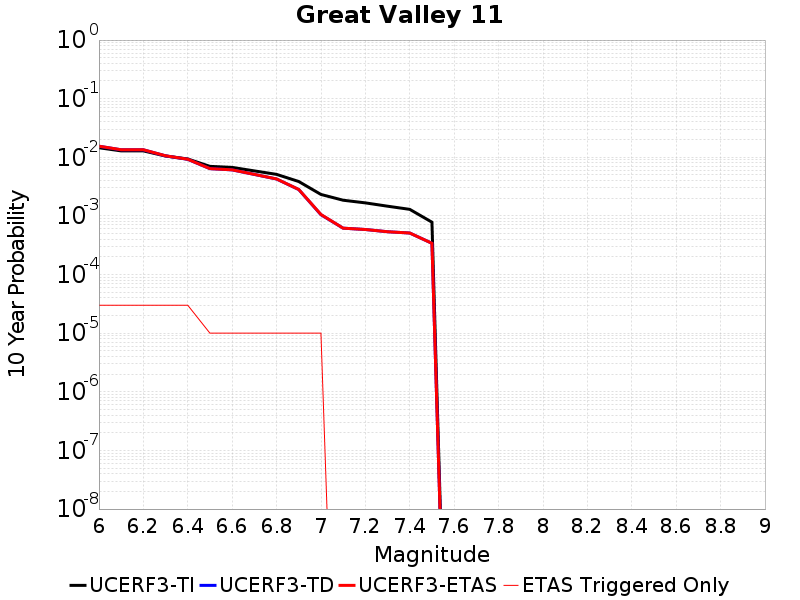 Great Valley 11
10^0
10^-1
10^-2
10^-3
10^-4
10^-5
10^-6
10^-7
10^-8
10 Year Probability
6 6.2 6.4 6.6 6.8 7 7.2 7.4 7.6 7.8 8 8.2 8.4 8.6 8.8 9
Magnitude
UCERF3-TI UCERF3-TD UCERF3-ETAS ETAS Triggered Only